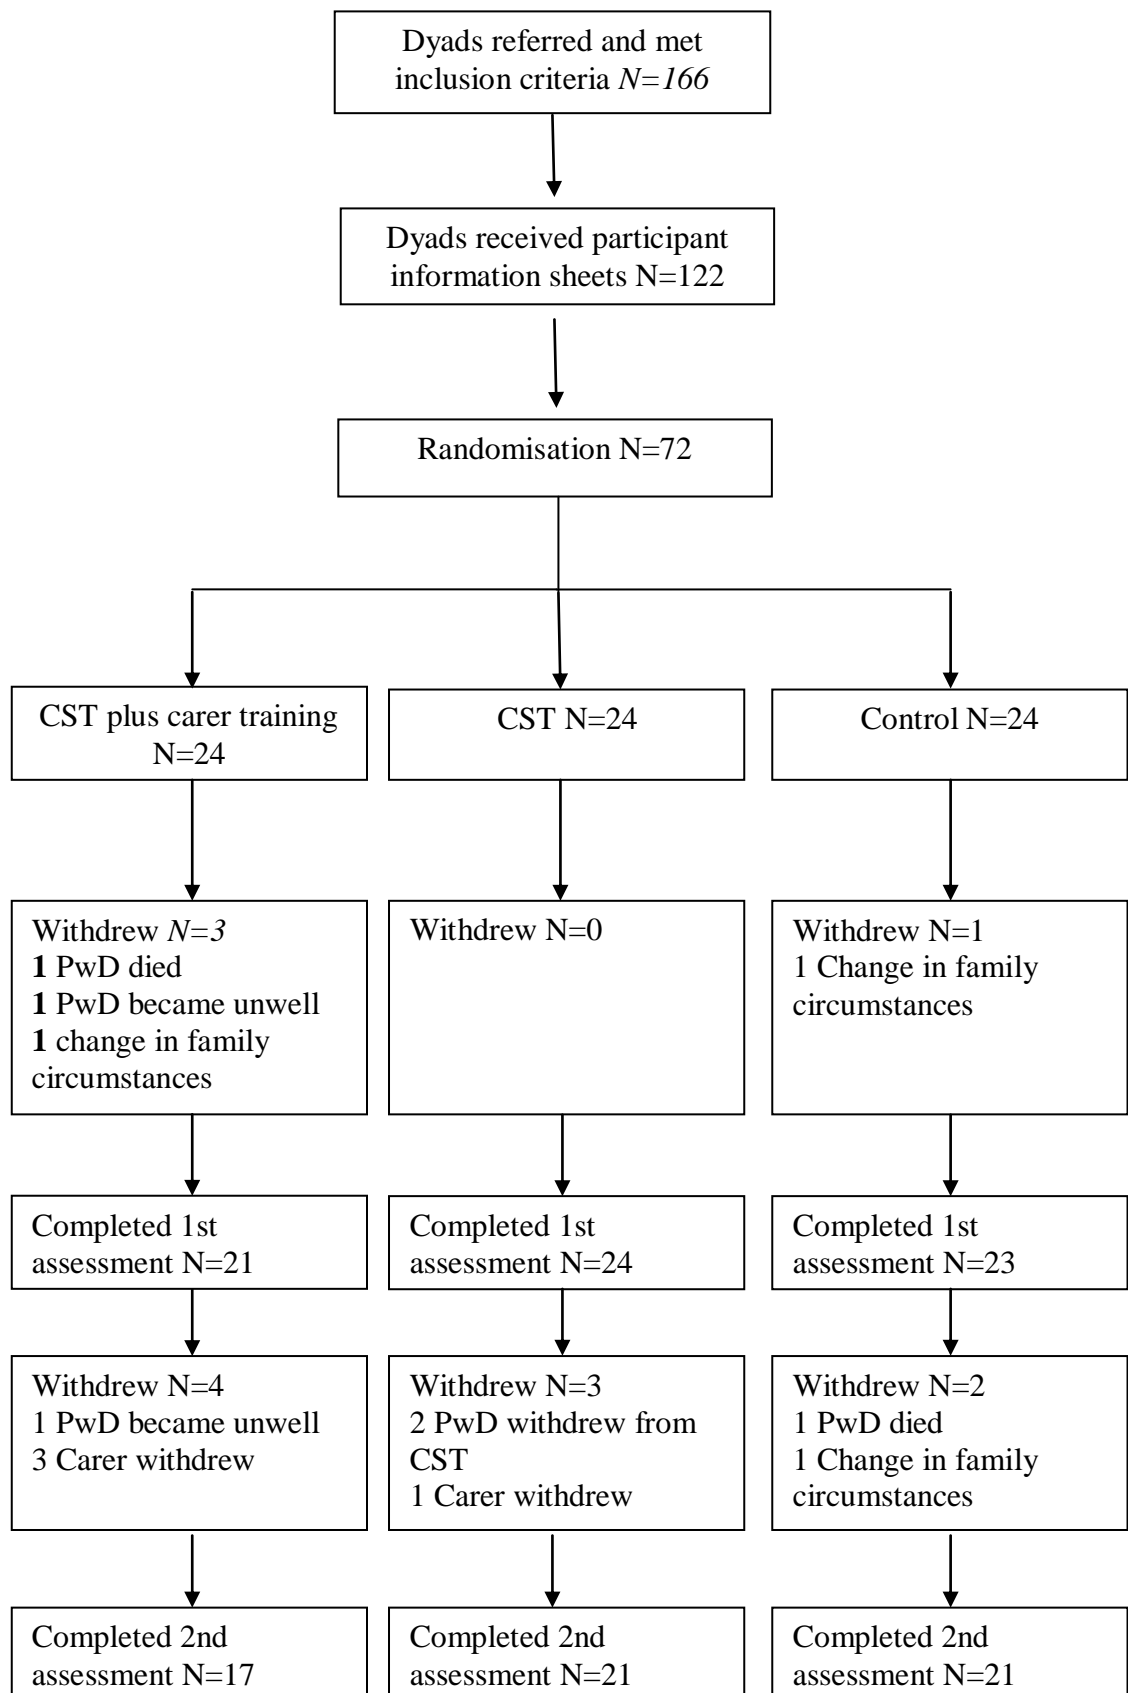 Dyads referred and met
inclusion criteria N=166
Dyads received participant
information sheets N=122
Randomisation N=72
CST plus carer training
N=24
CST N=24
Control N=24
Withdrew N=3
1 PwD died
1 PwD became unwell
1 change in family
circumstances
Withdrew N=0
Withdrew N=1
1 Change in family
circumstances
Completed 1st
assessment N=21
Completed 1st
assessment N=24
Completed 1st
assessment N=23
Withdrew N=4
1 PwD became unwell
3 Carer withdrew
Withdrew N=3
2 PwD withdrew from
CST
1 Carer withdrew
Withdrew N=2
1 PwD died
1 Change in family
circumstances
Completed 2nd
assessment N=17
Completed 2nd
assessment N=21
Completed 2nd
assessment N=21